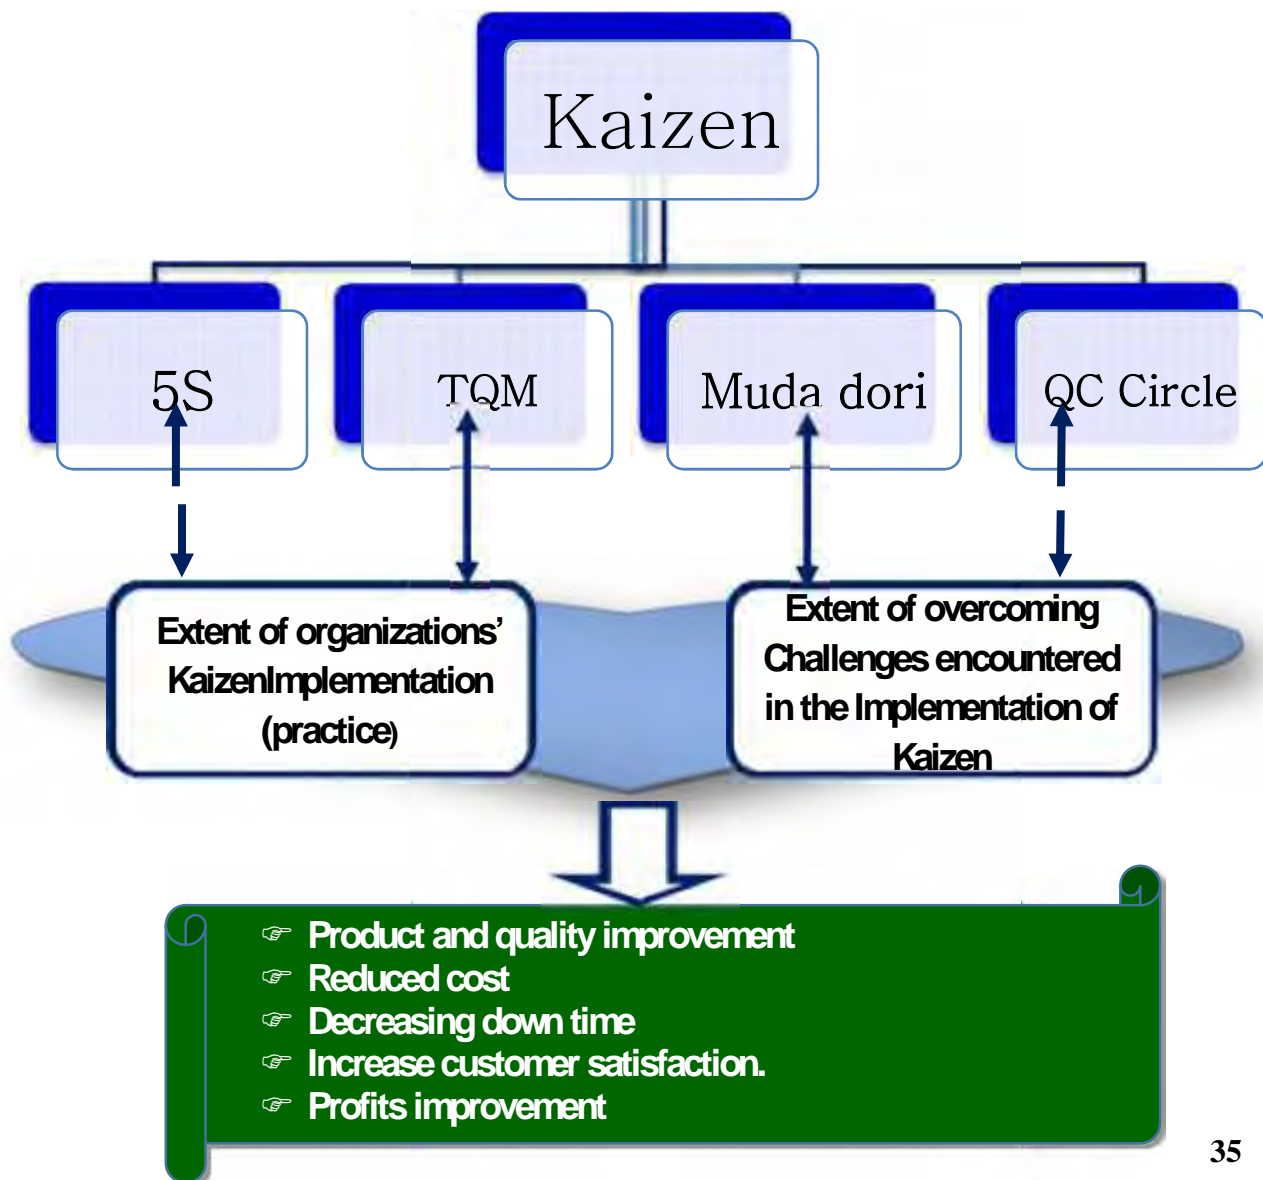 Kaizen
5S
TQM
Muda dori
QC Circle
Extent of organizations’
KaizenImplementation
(practice)
Extent of overcoming
Challenges encountered
in the Implementation of
Kaizen
☞ Product and quality improvement
☞ Reduced cost
☞ Decreasing down time
☞ Increase customer satisfaction.
☞ Profits improvement
35